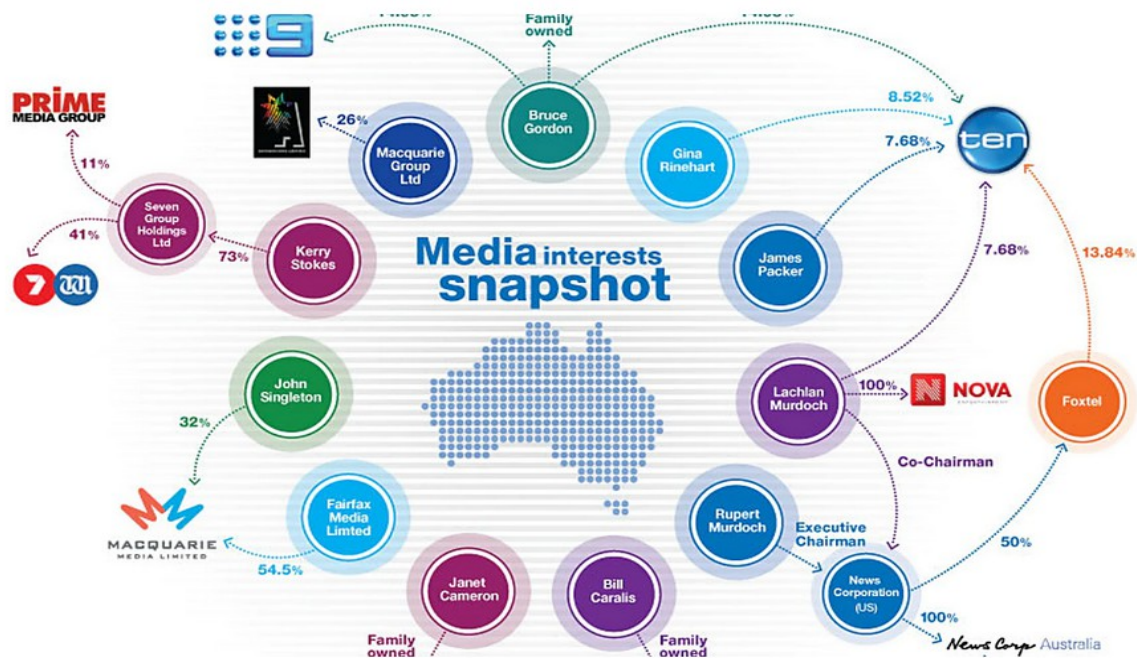 9
Family
owned
PRiME
MEDIA GROUP
26%
Macquarie
Group
Ltd
Bruce
Gordon
Gina
Rinehart
8.52%
7.68%
ten
11%
Seven
Group
Holdings
Ltd
41%
73%
Kerry
Stokes
7
Media interests
snapshot
James
Packer
7.68%
13.84%
John
Singleton
32%
Lachlan
Murdoch
100%
N NOVA
Foxtel
Co-Chairman
MACQUARIE
MEDIA LIMITED
Fairfax
Media
Limted
54.5%
Rupert
Murdoch
Executive
Chairman
50%
Janet
Cameron
Bill
Caralis
News
Corporation
(US)
100%
Family
owned
Family
owned
News Corp Australia